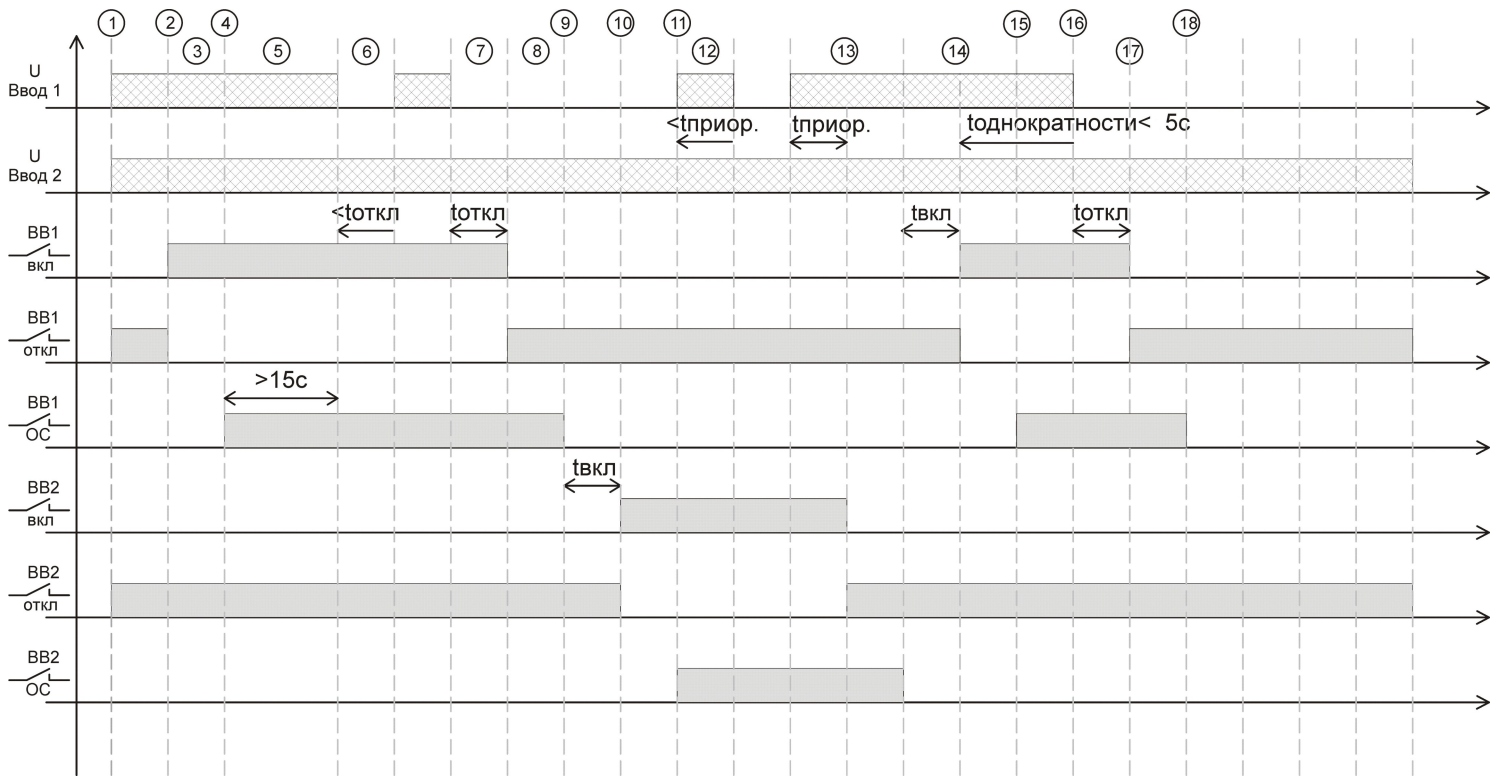 1 2 4 9 10 11 15 16 18
3 5 6 7 8 12 13 14 17
U
Ввод 1
<tприор. tприор. tоднократности< 5с
U
Ввод 2
<tоткл tоткл tвкл tоткл
ВВ1
вкл
ВВ1
откл
>15с
ВВ1
ОС
tвкл
ВВ2
вкл
ВВ2
откл
ВВ2
ОС